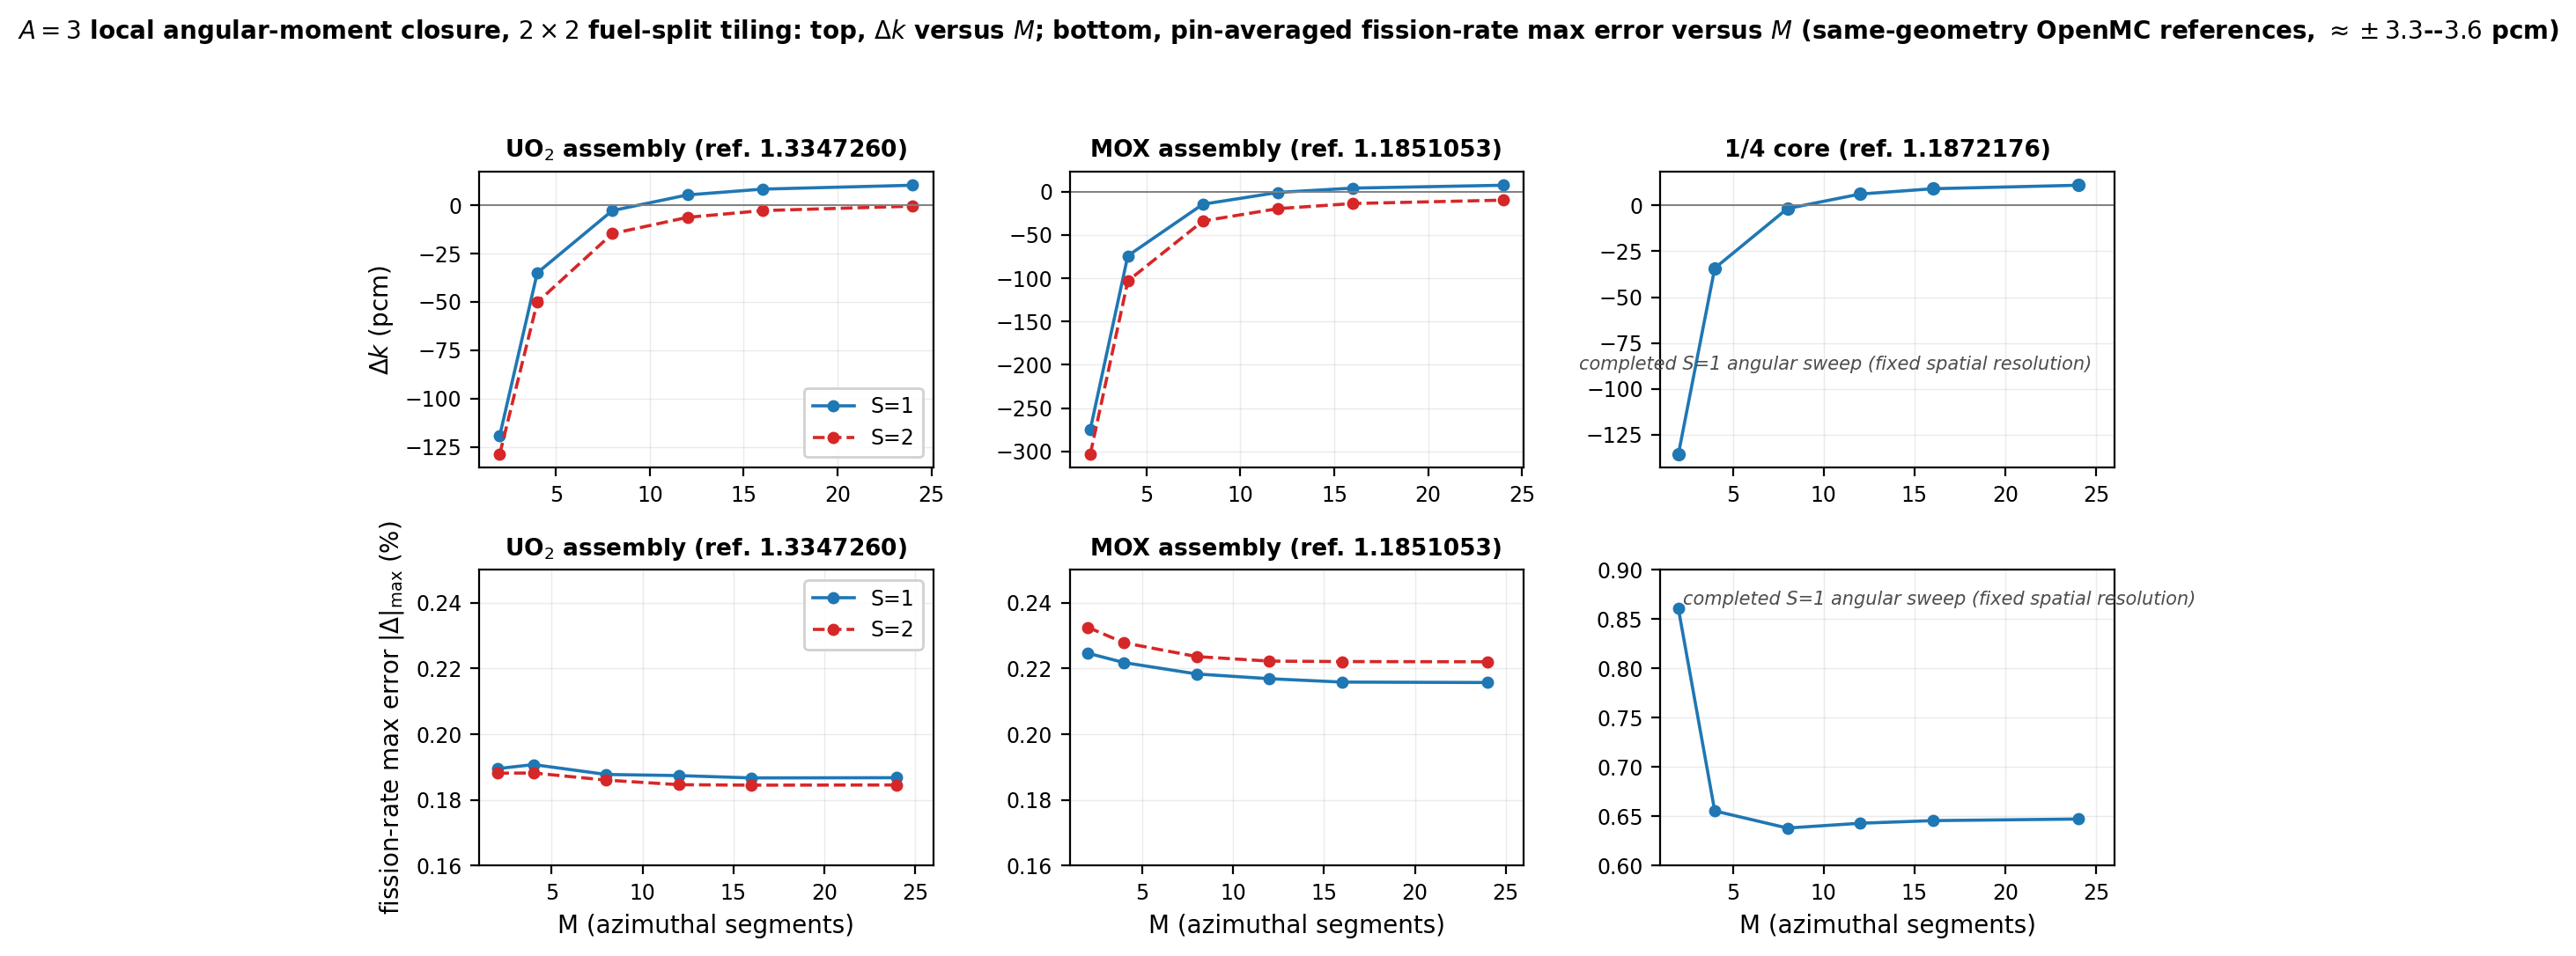 A = 3 local angular-moment closure, 2 × 2 fuel-split tiling: top, Δk versus M; bottom, pin-averaged fission-rate max error versus M (same-geometry OpenMC references, ≈ ± 3.3--3.6 pcm)
UO₂ assembly (ref. 1.3347260)
0
−25
−50
−75
−100
−125
Δk (pcm)
S=1
S=2
5 10 15 20 25
MOX assembly (ref. 1.1851053)
0
−50
−100
−150
−200
−250
−300
5 10 15 20 25
1/4 core (ref. 1.1872176)
0
−25
−50
−75
−100
−125
completed S=1 angular sweep (fixed spatial resolution)
5 10 15 20 25
UO₂ assembly (ref. 1.3347260)
0.24
0.22
0.20
0.18
0.16
fission-rate max error |Δ|max (%)
S=1
S=2
5 10 15 20 25
M (azimuthal segments)
MOX assembly (ref. 1.1851053)
0.24
0.22
0.20
0.18
0.16
5 10 15 20 25
M (azimuthal segments)
0.90
0.85
0.80
0.75
0.70
0.65
0.60
completed S=1 angular sweep (fixed spatial resolution)
5 10 15 20 25
M (azimuthal segments)